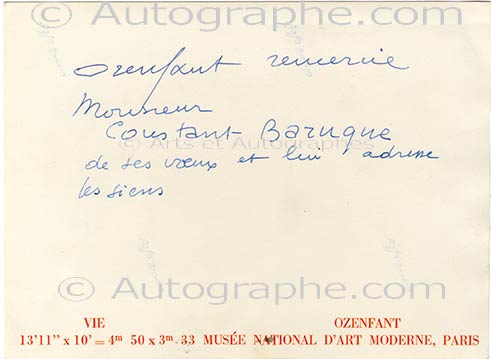 © Autographe.com
Ozenfant remercie
Monsieur
Constant Baruque
© Arts et Autographes
de ses vœux et lui adresse
les siens
© Autographe.com
VIE OZENFANT
13'11" x 10' = 4m 50 x 3m 33 MUSÉE NATIONAL D'ART MODERNE, PARIS